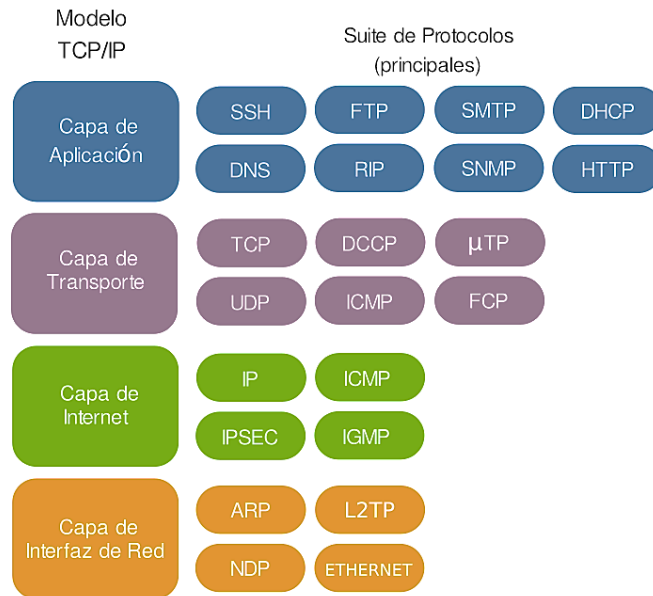 Modelo
TCP/IP
Suite de Protocolos
(principales)
Capa de
Aplicación
SSH
FTP
SMTP
DHCP
DNS
RIP
SNMP
HTTP
Capa de
Transporte
TCP
DCCP
µTP
UDP
ICMP
FCP
Capa de
Internet
IP
ICMP
IPSEC
IGMP
Capa de
Interfaz de Red
ARP
L2TP
NDP
ETHERNET